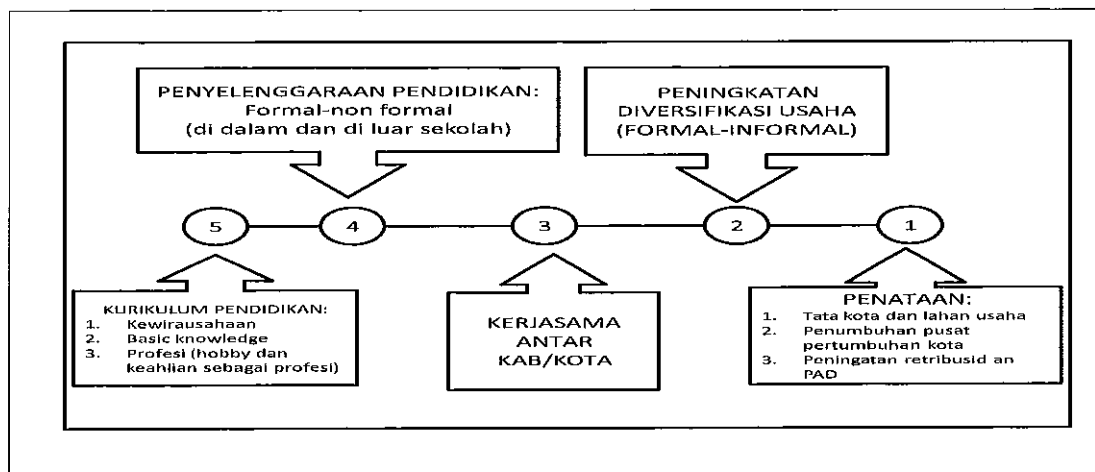 PENYELENGGARAAN PENDIDIKAN:
Formal-non formal
(di dalam dan di luar sekolah)
PENINGKATAN
DIVERSIFIKASI USAHA
(FORMAL-INFORMAL)
5
4
3
2
1
KURIKULUM PENDIDIKAN:
1. Kewirausahaan
2. Basic knowledge
3. Profesi (hobby dan
keahlian sebagai profesi)
KERJASAMA
ANTAR
KAB/KOTA
PENATAAN:
1. Tata kota dan lahan usaha
2. Penumbuhan pusat
pertumbuhan kota
3. Peningatan retribusid an
PAD